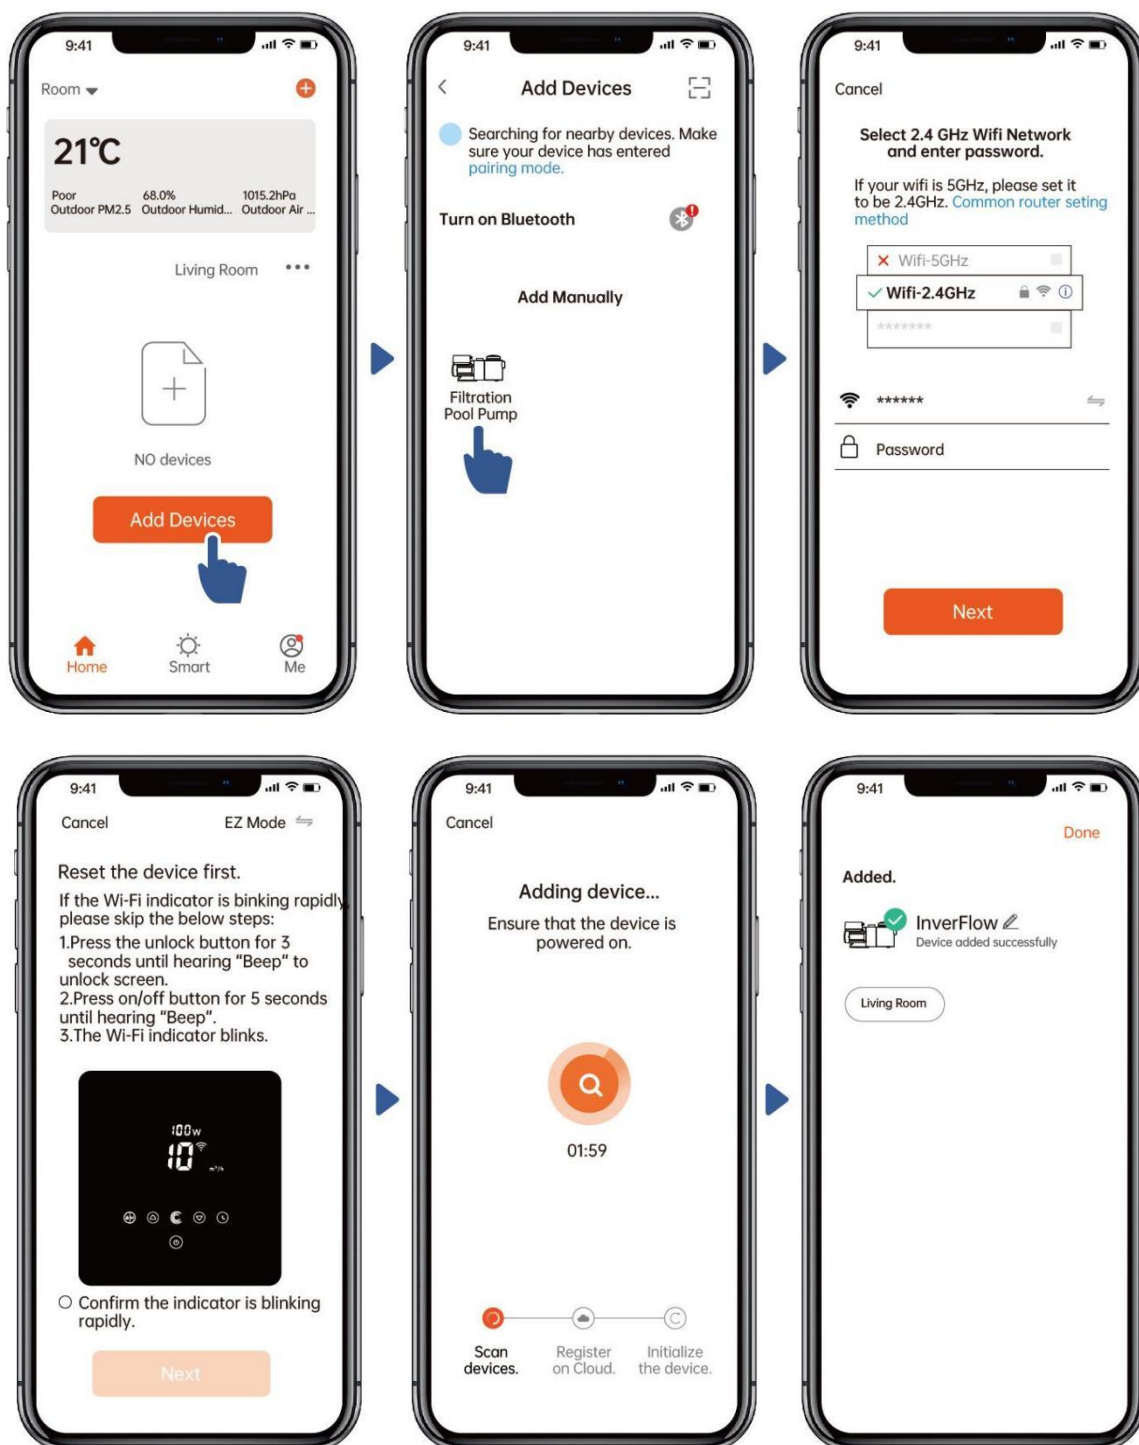 9:41
Room
21℃
Poor 68.0% 1015.2hPa
Outdoor PM2.5 Outdoor Humid... Outdoor Air ...
Living Room
NO devices
Add Devices
Home Smart Me
9:41
Add Devices
Searching for nearby devices. Make
sure your device has entered
pairing mode.
Turn on Bluetooth
Add Manually
Filtration
Pool Pump
9:41
Cancel
Select 2.4 GHz Wifi Network
and enter password.
If your wifi is 5GHz, please set it
to be 2.4GHz. Common router seting
method
Wifi-5GHz
Wifi-2.4GHz
*******
******
Password
Next
9:41
Cancel EZ Mode
Reset the device first.
If the Wi-Fi indicator is binking rapidly,
please skip the below steps:
1.Press the unlock button for 3
seconds until hearing "Beep" to
unlock screen.
2.Press on/off button for 5 seconds
until hearing "Beep".
3.The Wi-Fi indicator blinks.
100w
10
m³/h
Confirm the indicator is blinking
rapidly.
Next
9:41
Cancel
Adding device...
Ensure that the device is
powered on.
01:59
Scan Register Initialize
devices. on Cloud. the device.
9:41
Done
Added.
InverFlow
Device added successfully
Living Room